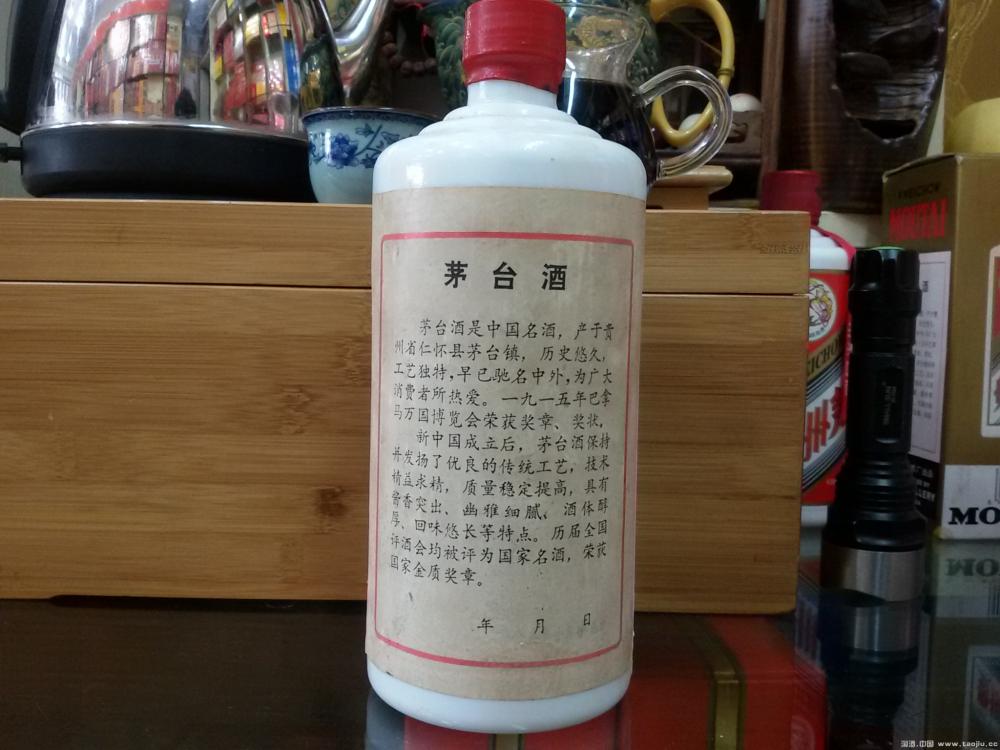 茅台酒
茅台酒是中国名酒，产于贵
州省仁怀县茅台镇，历史悠久，
工艺独特，早已驰名中外，为广大
消费者所热爱。一九一五年巴拿
马万国博览会荣获奖章、奖状。
新中国成立后，茅台酒保持
并发扬了优良的传统工艺，技术
精益求精，质量稳定提高，具有
酱香突出、幽雅细腻、酒体醇
厚、回味悠长等特点。历届全国
评酒会均被评为国家名酒，荣获
国家金质奖章。
年 月 日
MOUTAI
州
MO
淘酒.中国 www.taojiu.cc